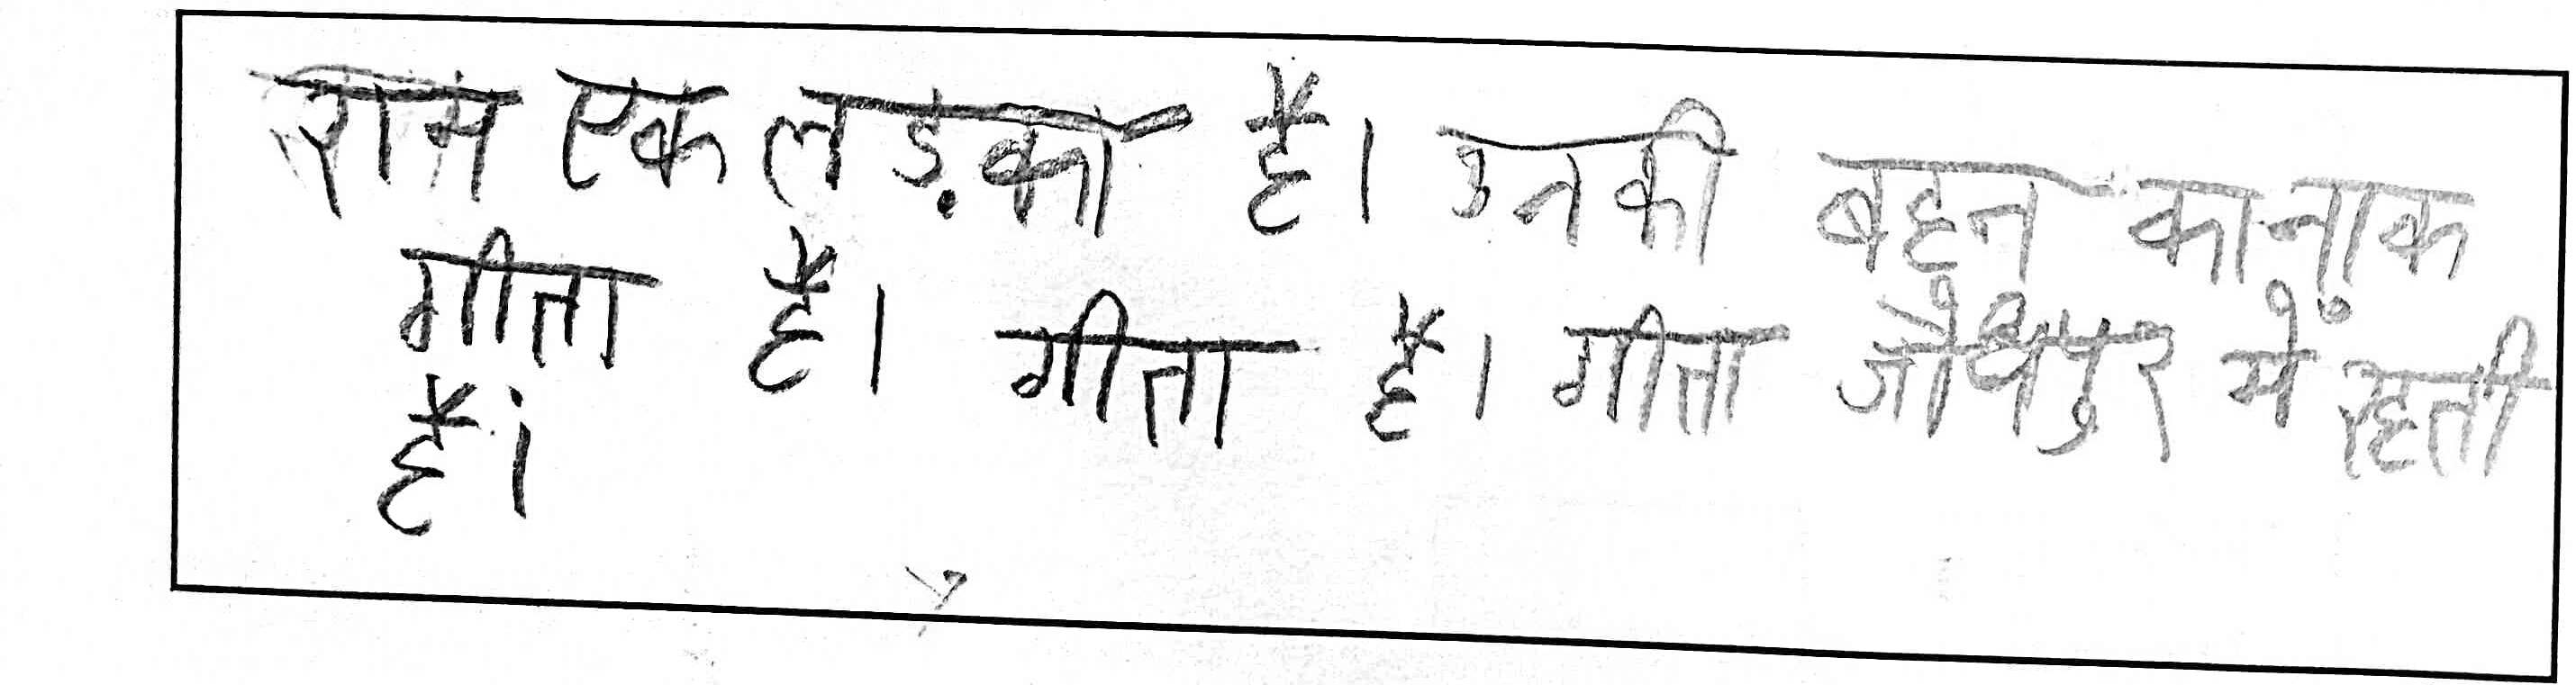 राम एक लड़का है। उनकी बहन का नाक
गीता है। गीता है। गीता जौधपुर में रहती
है।